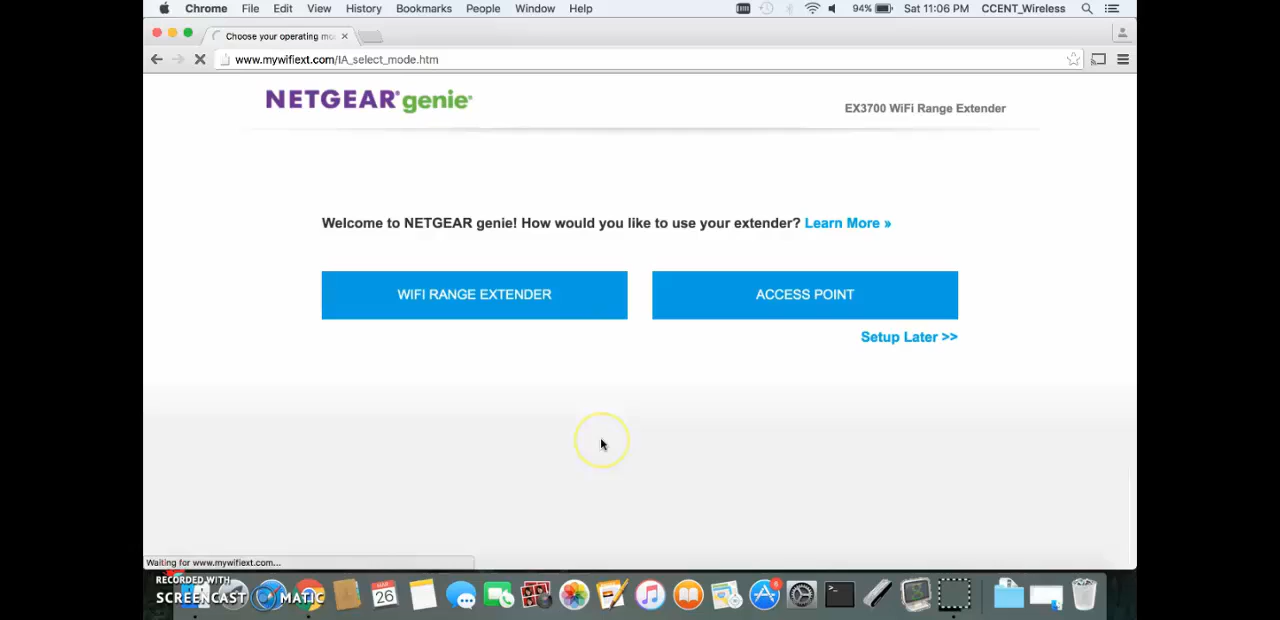 Chrome File Edit View History Bookmarks People Window Help 94% Sat 11:06 PM CCENT_Wireless
Choose your operating mo
www.mywifiext.com/IA_select_mode.htm
NETGEAR® genie®
EX3700 WiFi Range Extender
Welcome to NETGEAR genie! How would you like to use your extender? Learn More »
WIFI RANGE EXTENDER ACCESS POINT
Setup Later >>
Waiting for www.mywifiext.com...
RECORDED WITH
SCREENCAST MATIC
26
6